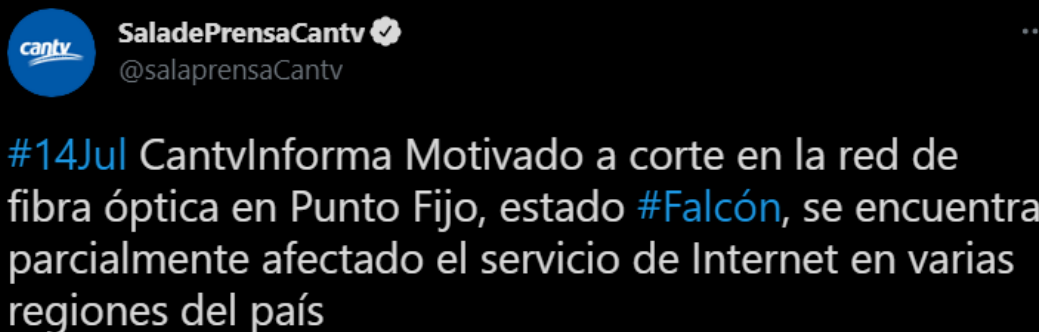 cantv
SaladePrensaCantv
@salaprensaCantv
#14Jul CantvInforma Motivado a corte en la red de
fibra óptica en Punto Fijo, estado #Falcón, se encuentra
parcialmente afectado el servicio de Internet en varias
regiones del país